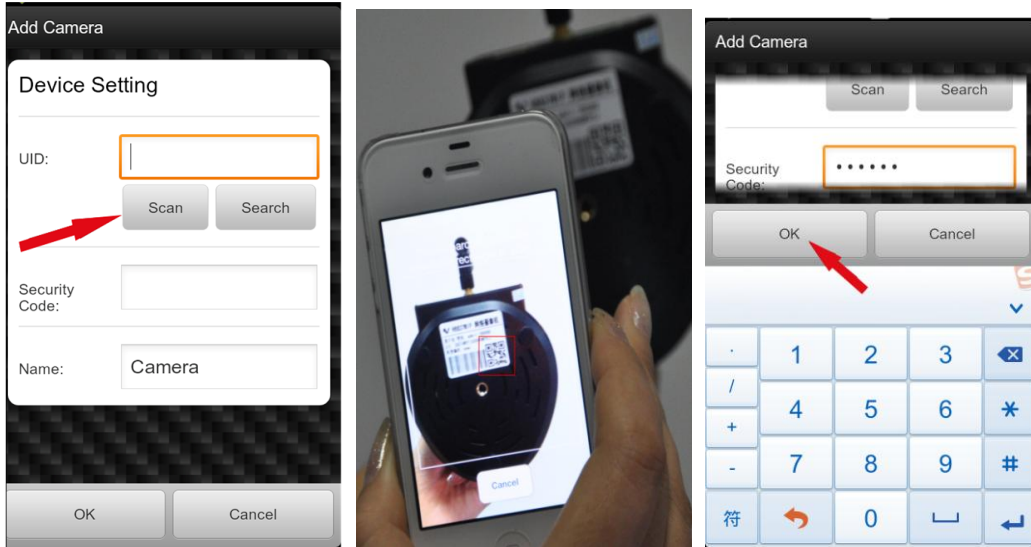 Add Camera
Device Setting
UID:
Scan
Search
Security
Code:
Name:
Camera
OK
Cancel
Cancel
Add Camera
Scan
Search
Security
Code:
••••••
OK
Cancel
.
1
2
3
/
4
5
6
*
+
-
7
8
9
#
符
0